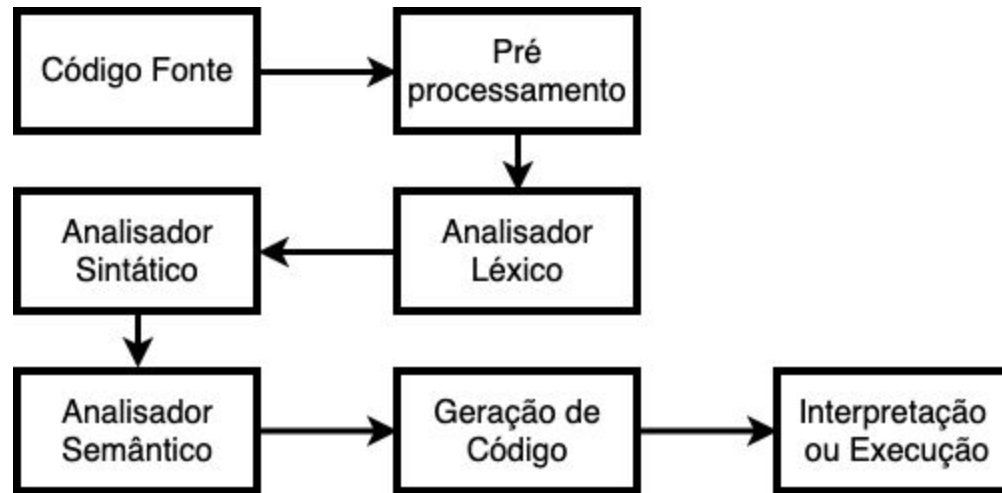 Código Fonte
Pré
processamento
Analisador
Léxico
Analisador
Sintático
Analisador
Semântico
Geração de
Código
Interpretação
ou Execução